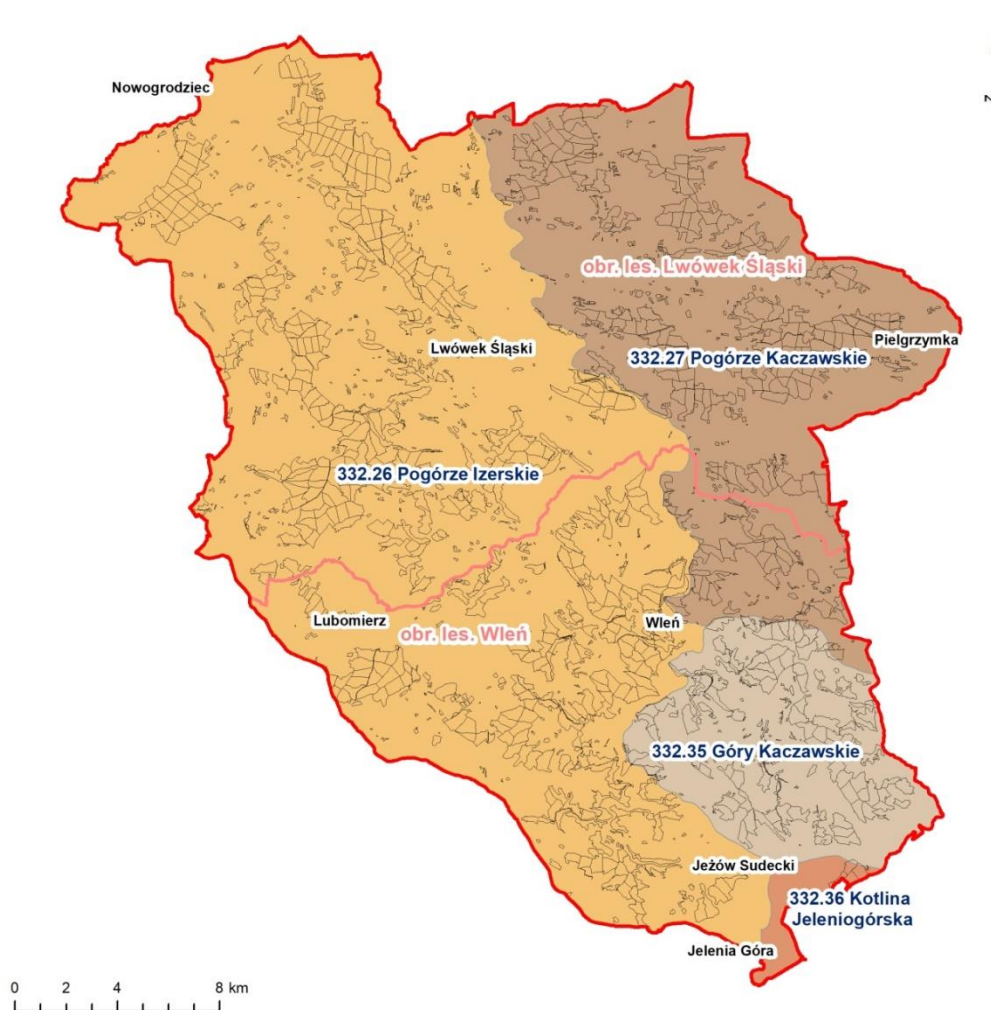 Nowogrodziec
N
obr. les. Lwówek Śląski
Pielgrzymka
Lwówek Śląski
332.27 Pogórze Kaczawskie
332.26 Pogórze Izerskie
Lubomierz
Wleń
obr. les. Wleń
332.35 Góry Kaczawskie
Jeżów Sudecki
332.36 Kotlina
Jeleniogórska
Jelenia Góra
0 2 4 8 km